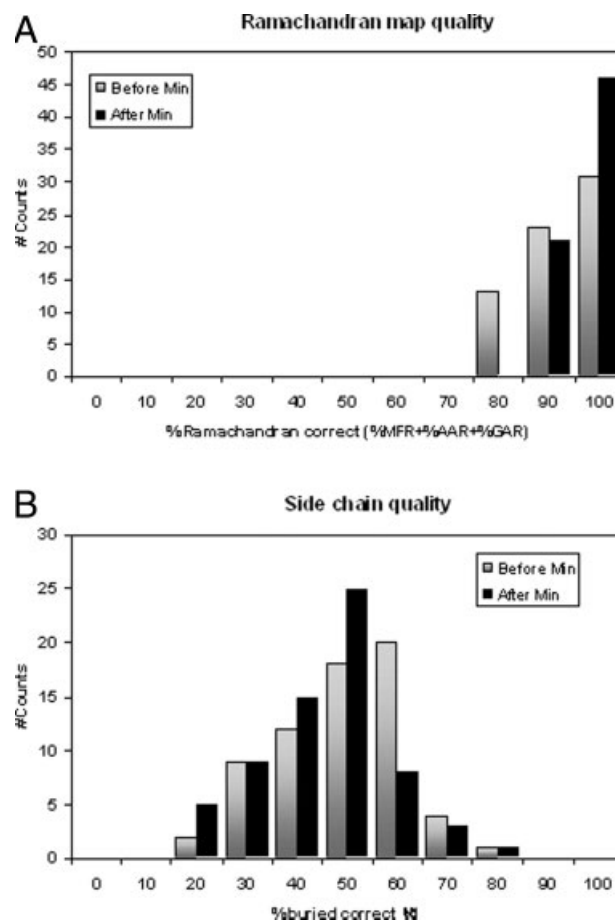 A
Ramachandran map quality
50
45
40
35
30
25
20
15
10
5
0
#Counts
Before Min
After Min
0 10 20 30 40 50 60 70 80 90 100
%Ramachandran correct (%MFR+%AAR+%GAR)
B
Side chain quality
30
25
20
15
10
5
0
#Counts
Before Min
After Min
0 10 20 30 40 50 60 70 80 90 100
%buried correct